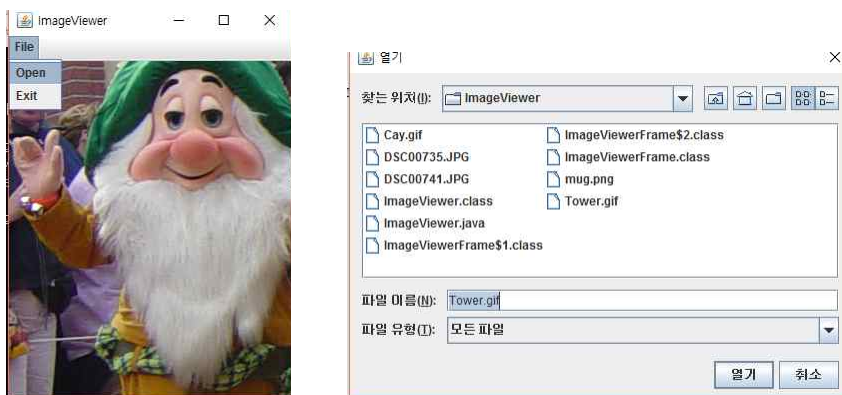 ImageViewer
File
Open
Exit
열기
찾는 위치(I): ImageViewer
Cay.gif
DSC00735.JPG
DSC00741.JPG
ImageViewer.class
ImageViewer.java
ImageViewerFrame$1.class
ImageViewerFrame$2.class
ImageViewerFrame.class
mug.png
Tower.gif
파일 이름(N): Tower.gif
파일 유형(T): 모든 파일
열기 취소